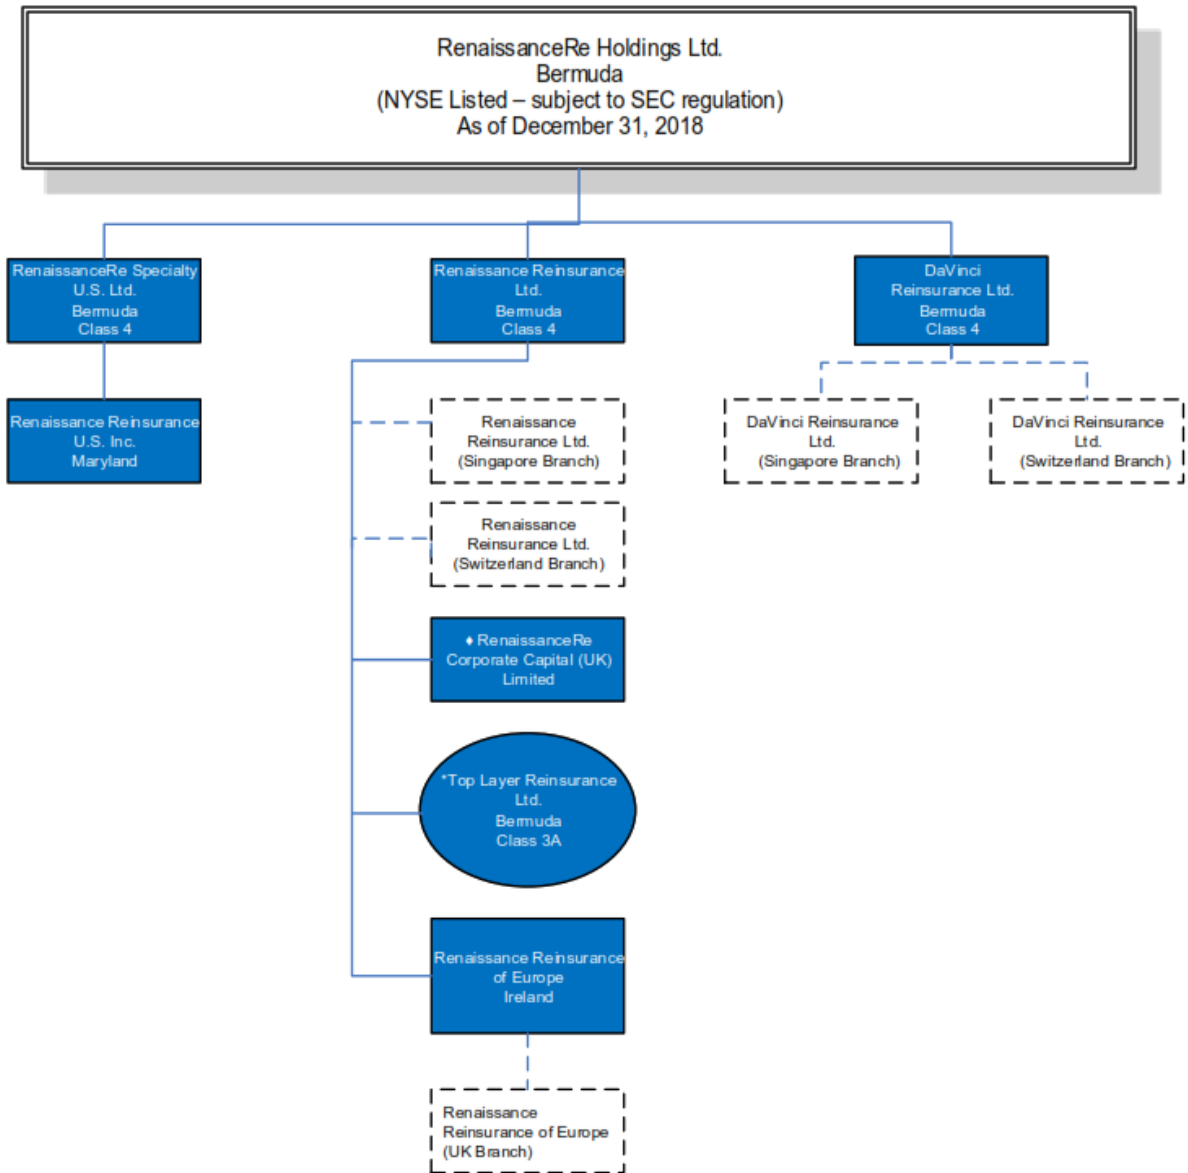 RenaissanceRe Holdings Ltd.
Bermuda
(NYSE Listed – subject to SEC regulation)
As of December 31, 2018
RenaissanceRe Specialty
U.S. Ltd.
Bermuda
Class 4
Renaissance Reinsurance
Ltd.
Bermuda
Class 4
DaVinci
Reinsurance Ltd.
Bermuda
Class 4
Renaissance Reinsurance
U.S. Inc.
Maryland
Renaissance
Reinsurance Ltd.
(Singapore Branch)
DaVinci Reinsurance
Ltd.
(Singapore Branch)
DaVinci Reinsurance
Ltd.
(Switzerland Branch)
Renaissance
Reinsurance Ltd.
(Switzerland Branch)
♦ RenaissanceRe
Corporate Capital (UK)
Limited
*Top Layer Reinsurance
Ltd.
Bermuda
Class 3A
Renaissance Reinsurance
of Europe
Ireland
Renaissance
Reinsurance of Europe
(UK Branch)